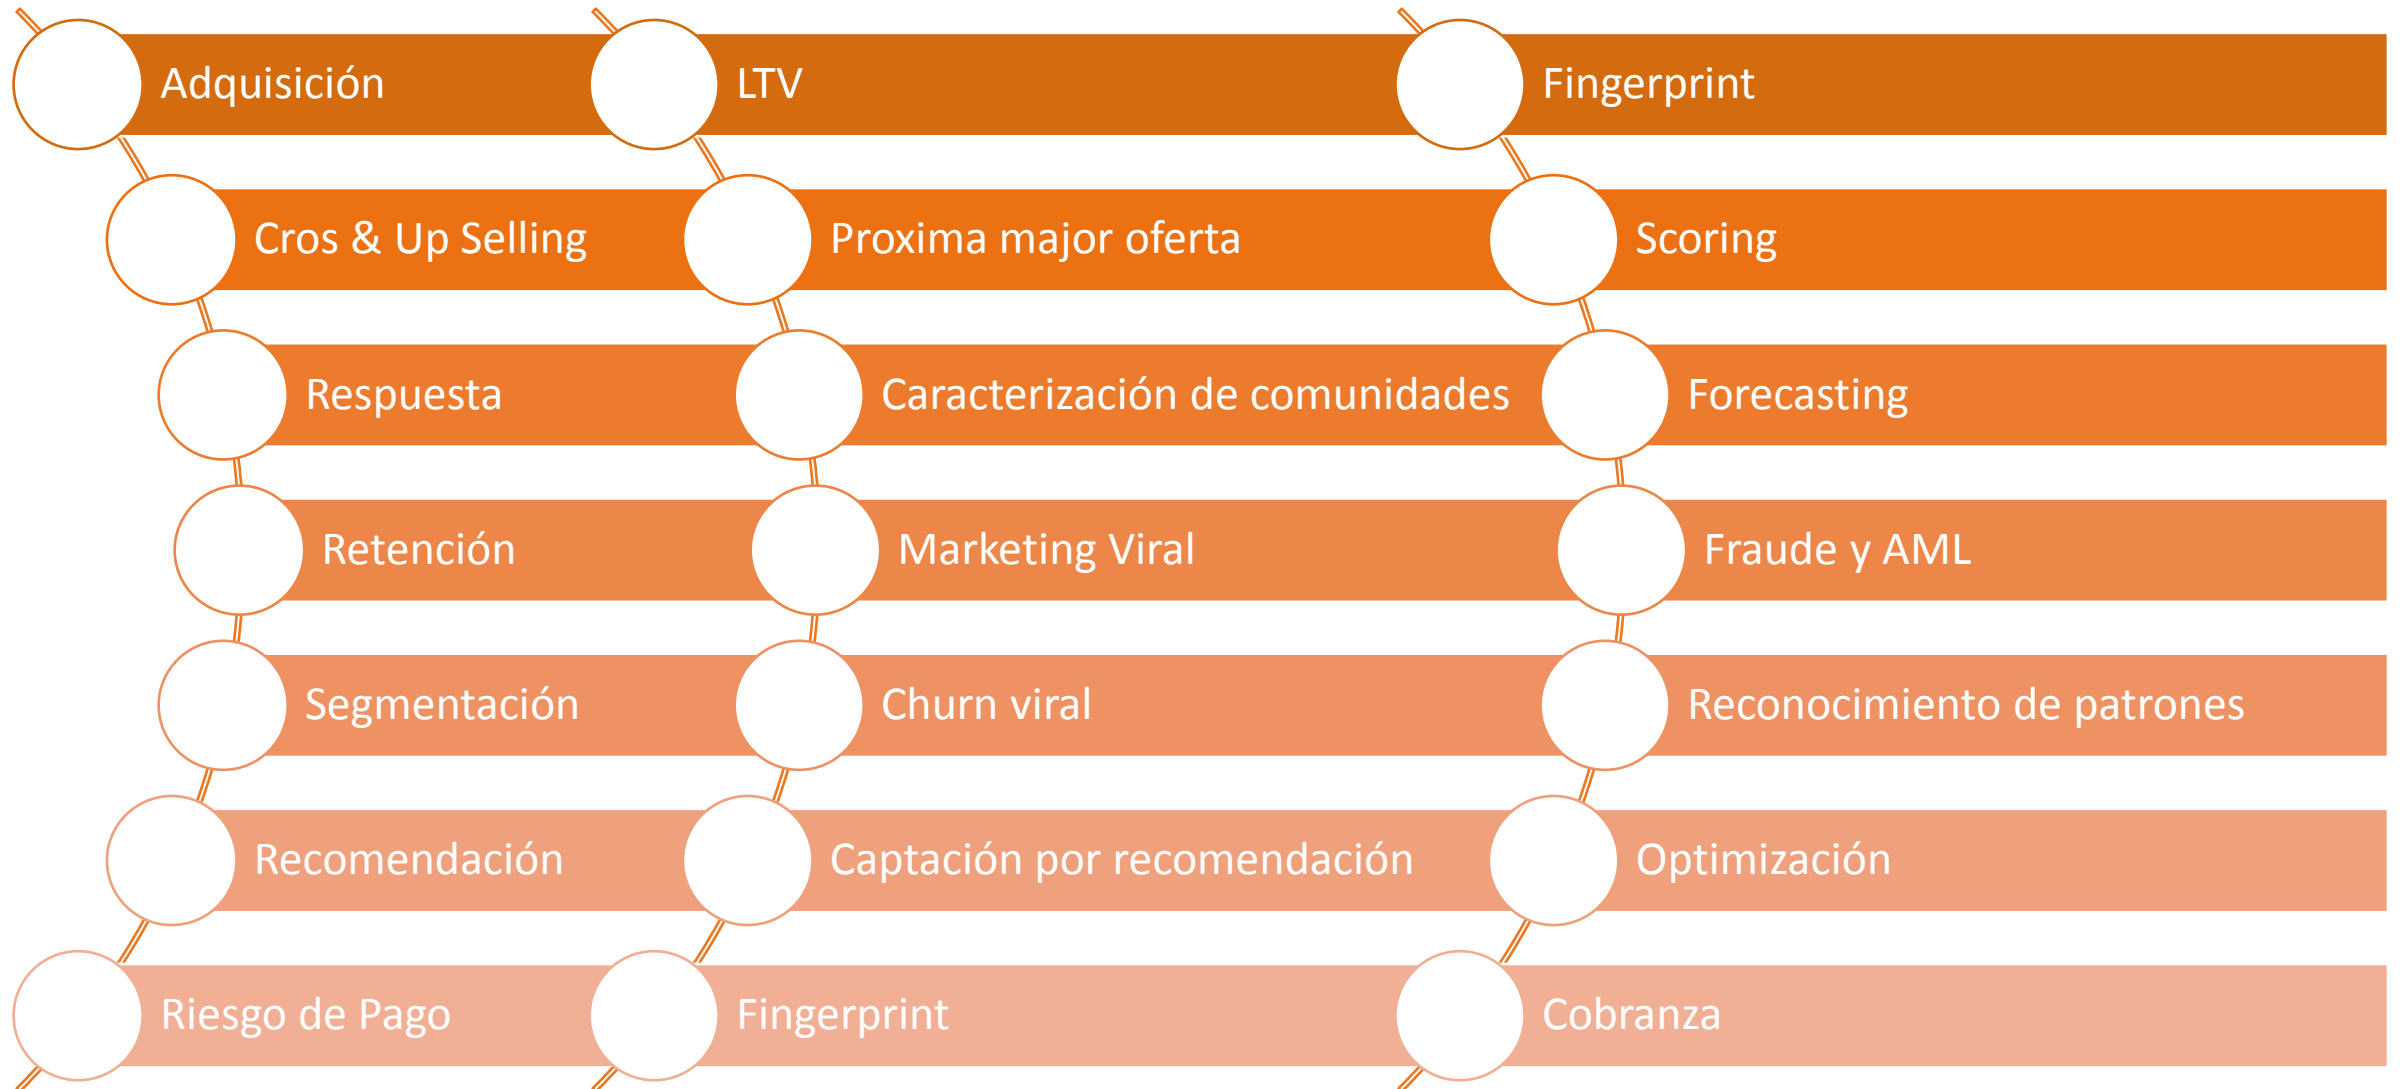 Adquisición
Cros & Up Selling
Respuesta
Retención
Segmentación
Recomendación
Riesgo de Pago
LTV
Proxima major oferta
Caracterización de comunidades
Marketing Viral
Churn viral
Captación por recomendación
Fingerprint
Fingerprint
Scoring
Forecasting
Fraude y AML
Reconocimiento de patrones
Optimización
Cobranza